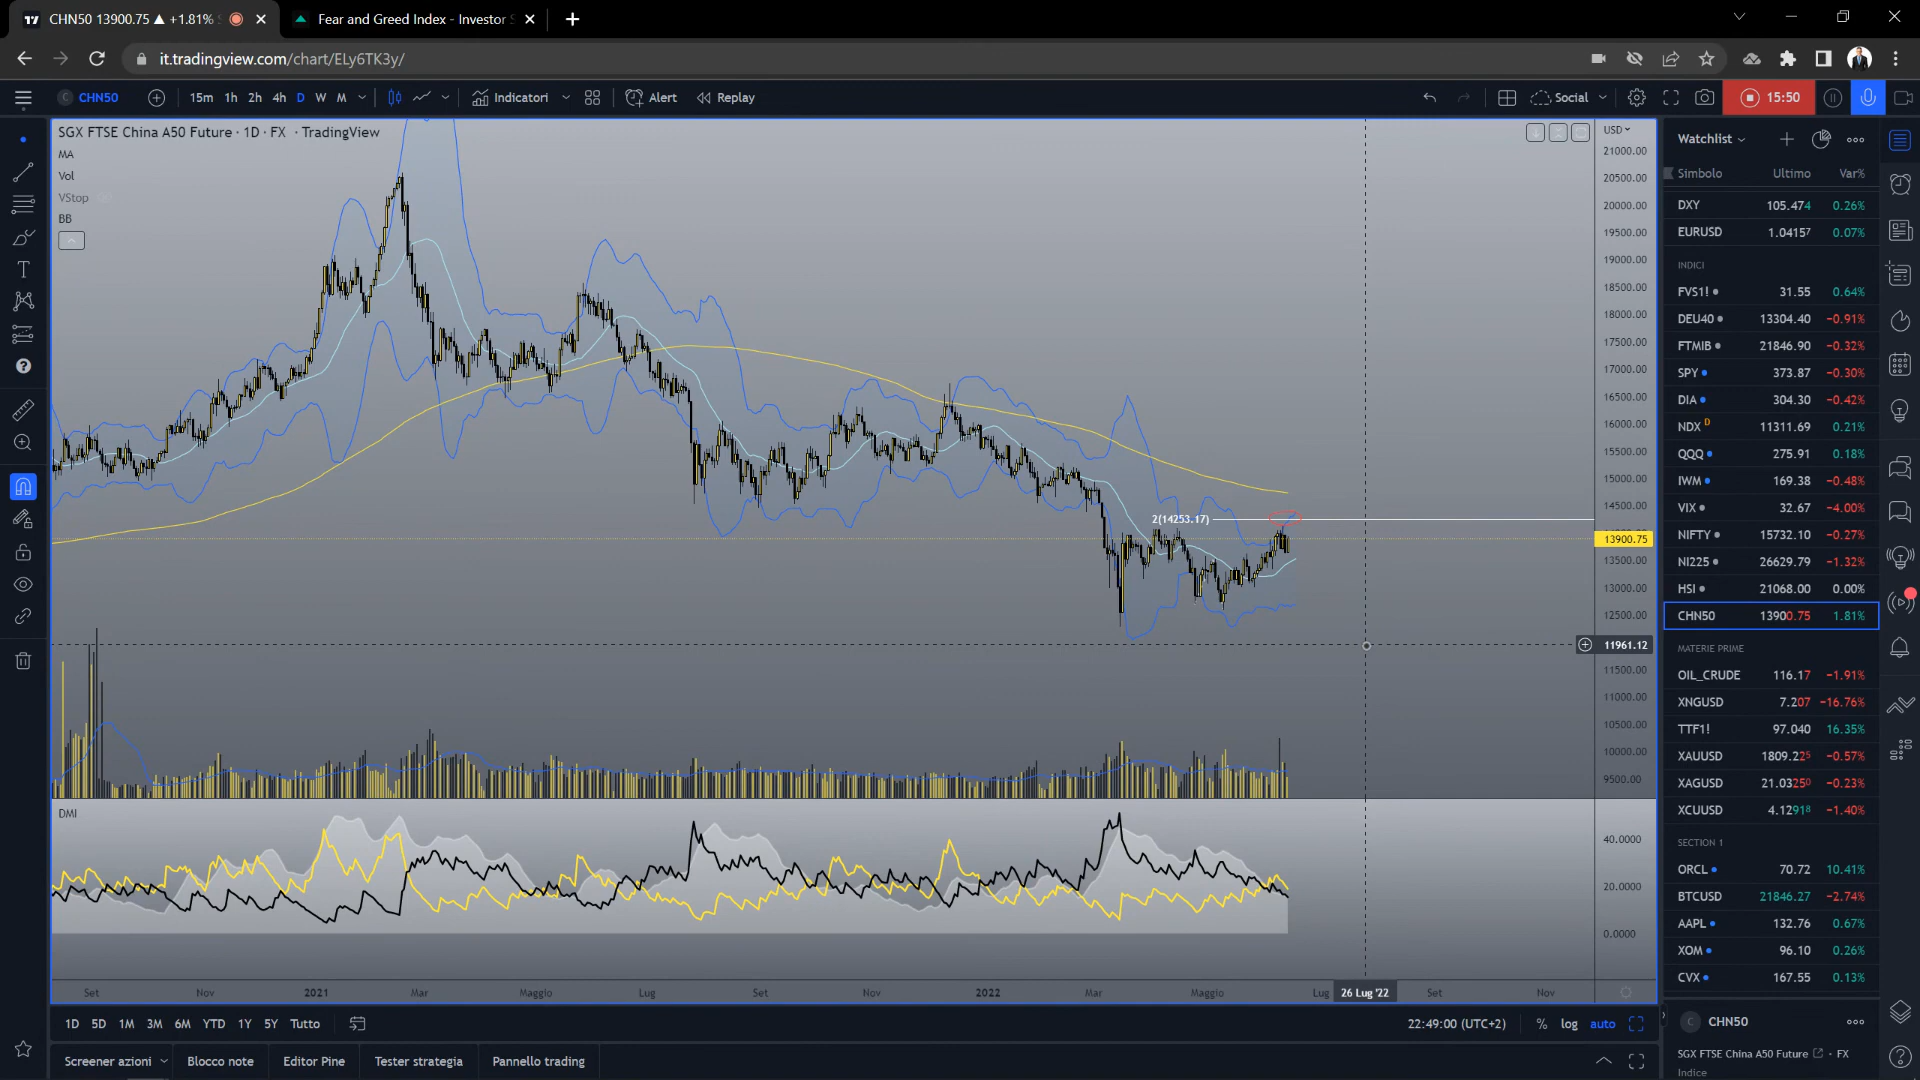 CHN50 13900.75 ▲ +1.81%
Fear and Greed Index - Investor
it.tradingview.com/chart/ELy6TK3y/
CHN50
15m 1h 2h 4h D W M
Indicatori
Alert
Replay
Social
15:50
SGX FTSE China A50 Future · 1D · FX · TradingView
MA
Vol
VStop
BB
2(14253.17)
USD
21000.00
20500.00
20000.00
19500.00
19000.00
18500.00
18000.00
17500.00
17000.00
16500.00
16000.00
15500.00
15000.00
14500.00
13900.75
13500.00
13000.00
12500.00
11961.12
11500.00
11000.00
10500.00
10000.00
9500.00
DMI
40.0000
20.0000
0.0000
Set Nov 2021 Mar Maggio Lug Set Nov 2022 Mar Maggio Lug 26 Lug '22 Set Nov
1D 5D 1M 3M 6M YTD 1Y 5Y Tutto
22:49:00 (UTC+2) % log auto
Screener azioni Blocco note Editor Pine Tester strategia Pannello trading
Watchlist
Simbolo Ultimo Var%
DXY 105.474 0.26%
EURUSD 1.04157 0.07%
INDICI
FVS1! 31.55 0.64%
DEU40 13304.40 −0.91%
FTMIB 21846.90 −0.32%
SPY 373.87 −0.30%
DIA 304.30 −0.42%
NDX D 11311.69 0.21%
QQQ 275.91 0.18%
IWM 169.38 −0.48%
VIX 32.67 −4.00%
NIFTY 15732.10 −0.27%
NI225 26629.79 −1.32%
HSI 21068.00 0.00%
CHN50 13900.75 1.81%
MATERIE PRIME
OIL_CRUDE 116.17 −1.91%
XNGUSD 7.207 −16.76%
TTF1! 97.040 16.35%
XAUUSD 1809.225 −0.57%
XAGUSD 21.03250 −0.23%
XCUUSD 4.12918 −1.40%
SECTION 1
ORCL 70.72 10.41%
BTCUSD 21846.27 −2.74%
AAPL 132.76 0.67%
XOM 96.10 0.26%
CVX 167.55 0.13%
CHN50
SGX FTSE China A50 Future · FX
Indice